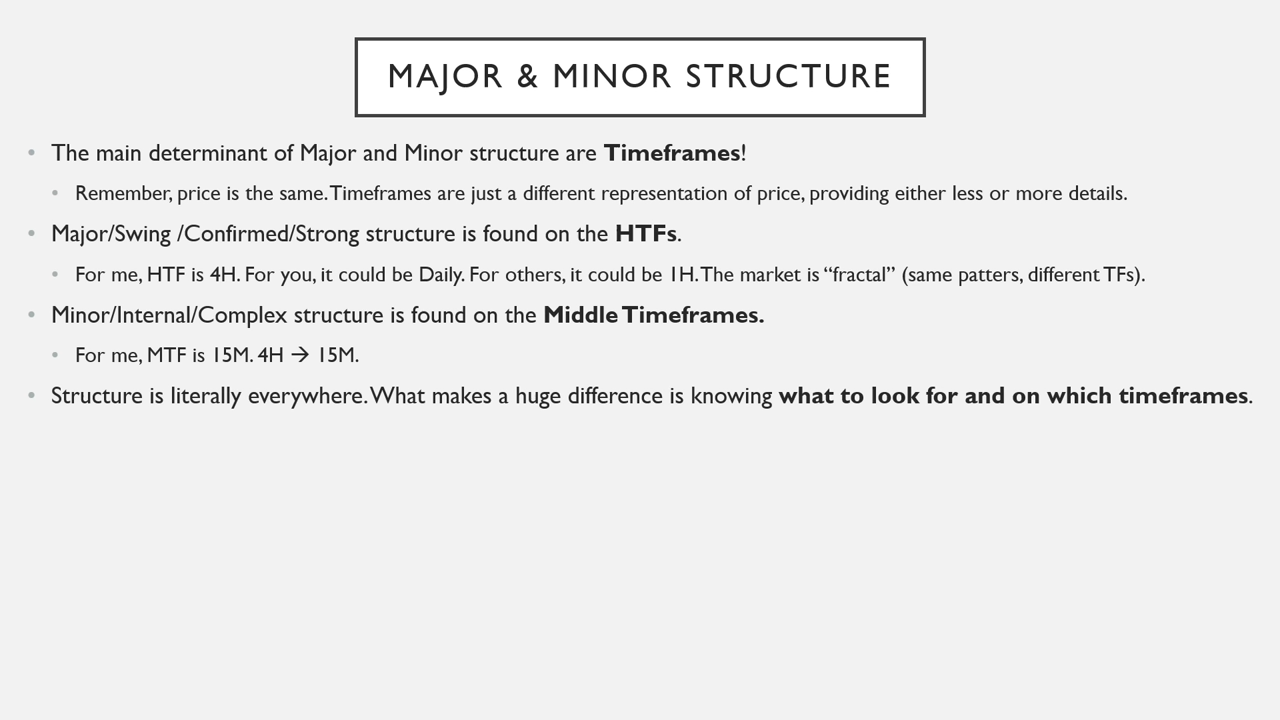 MAJOR & MINOR STRUCTURE
• The main determinant of Major and Minor structure are Timeframes!
• Remember, price is the same. Timeframes are just a different representation of price, providing either less or more details.
• Major/Swing /Confirmed/Strong structure is found on the HTFs.
• For me, HTF is 4H. For you, it could be Daily. For others, it could be 1H. The market is “fractal” (same patters, different TFs).
• Minor/Internal/Complex structure is found on the Middle Timeframes.
• For me, MTF is 15M. 4H → 15M.
• Structure is literally everywhere. What makes a huge difference is knowing what to look for and on which timeframes.